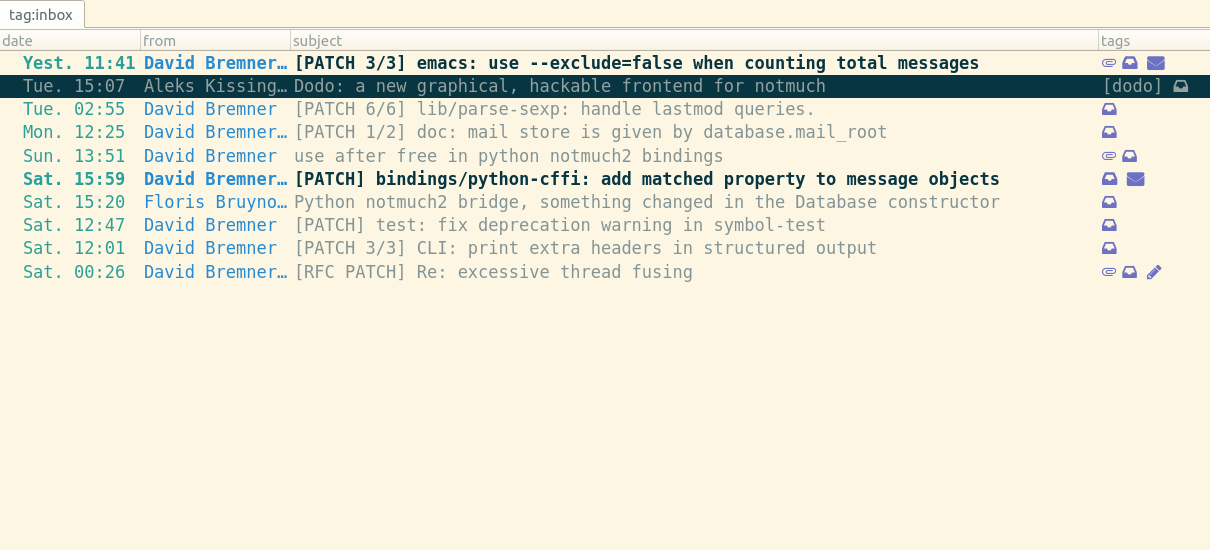 tag:inbox
date from subject tags
Yest. 11:41 David Bremner… [PATCH 3/3] emacs: use --exclude=false when counting total messages
Tue. 15:07 Aleks Kissing… Dodo: a new graphical, hackable frontend for notmuch [dodo]
Tue. 02:55 David Bremner [PATCH 6/6] lib/parse-sexp: handle lastmod queries.
Mon. 12:25 David Bremner… [PATCH 1/2] doc: mail store is given by database.mail_root
Sun. 13:51 David Bremner use after free in python notmuch2 bindings
Sat. 15:59 David Bremner… [PATCH] bindings/python-cffi: add matched property to message objects
Sat. 15:20 Floris Bruyno… Python notmuch2 bridge, something changed in the Database constructor
Sat. 12:47 David Bremner [PATCH] test: fix deprecation warning in symbol-test
Sat. 12:01 David Bremner [PATCH 3/3] CLI: print extra headers in structured output
Sat. 00:26 David Bremner… [RFC PATCH] Re: excessive thread fusing